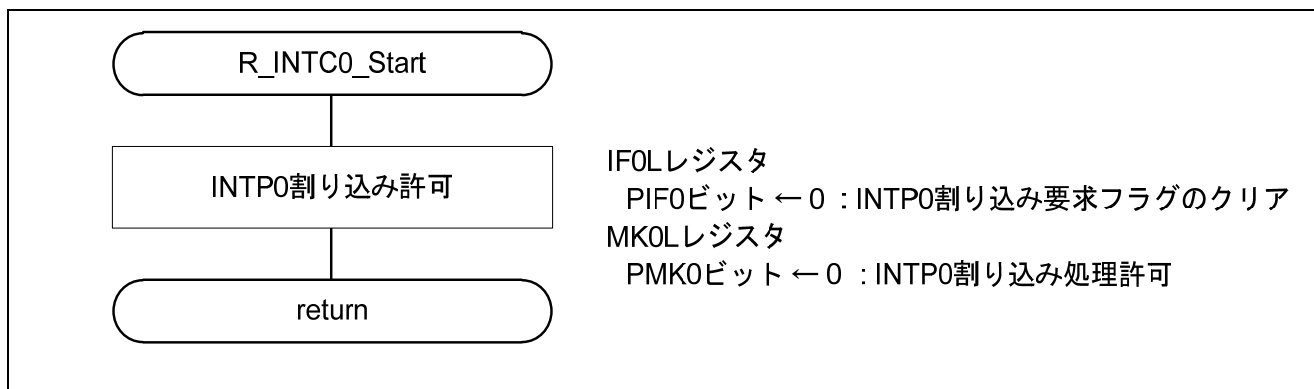 R_INTC0_Start
INTP0割り込み許可
return
IF0Lレジスタ
PIF0ビット ← 0 : INTP0割り込み要求フラグのクリア
MK0Lレジスタ
PMK0ビット ← 0 : INTP0割り込み処理許可